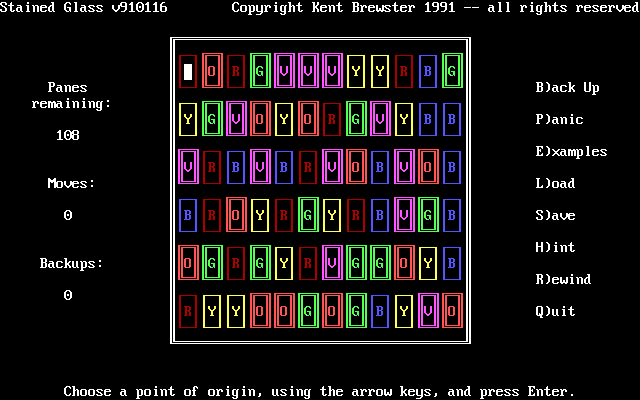 Stained Glass v910116 Copyright Kent Brewster 1991 -- all rights reserved
O R G V V V Y Y R B G
Panes
remaining:
108
B)ack Up
Y G V O Y O R G V Y B B
P)anic
V R B V B R V O B V O B
E)xamples
Moves:
0
L)oad
B R O Y R G Y R B V G B
S)ave
H)int
Backups:
0
O G R G Y R V G G O Y B
R)ewind
R Y Y O O G O G B Y V O
Q)uit
Choose a point of origin, using the arrow keys, and press Enter.